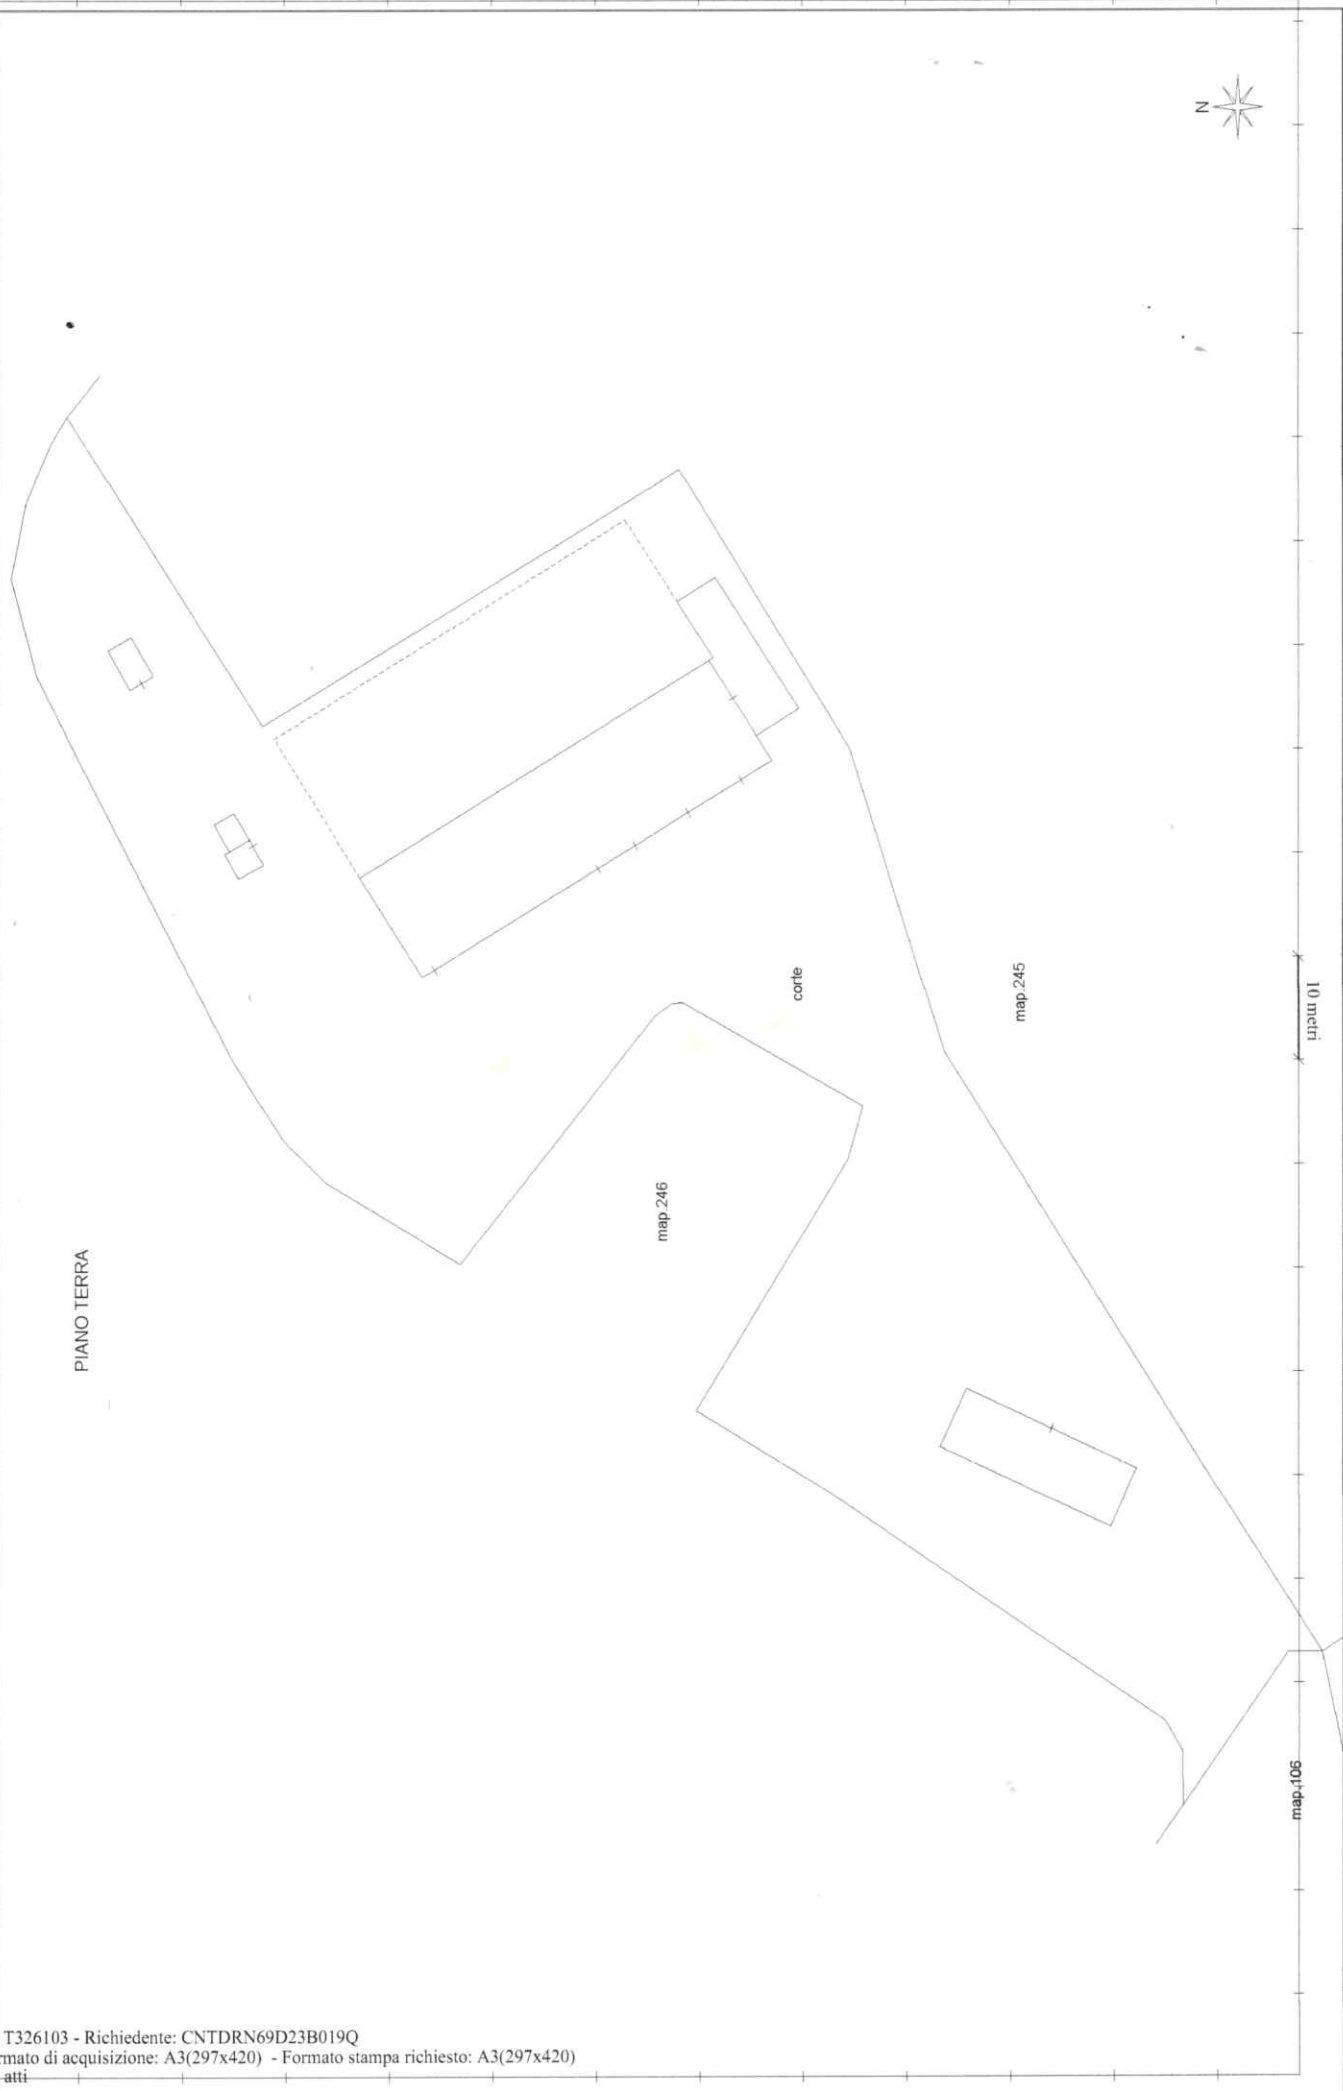 N
10 metri
map.245
corte
map.246
PIANO TERRA
map.106
T326103 - Richiedente: CNTDRN69D23B019Q
rmato di acquisizione: A3(297x420) - Formato stampa richiesto: A3(297x420)
atti